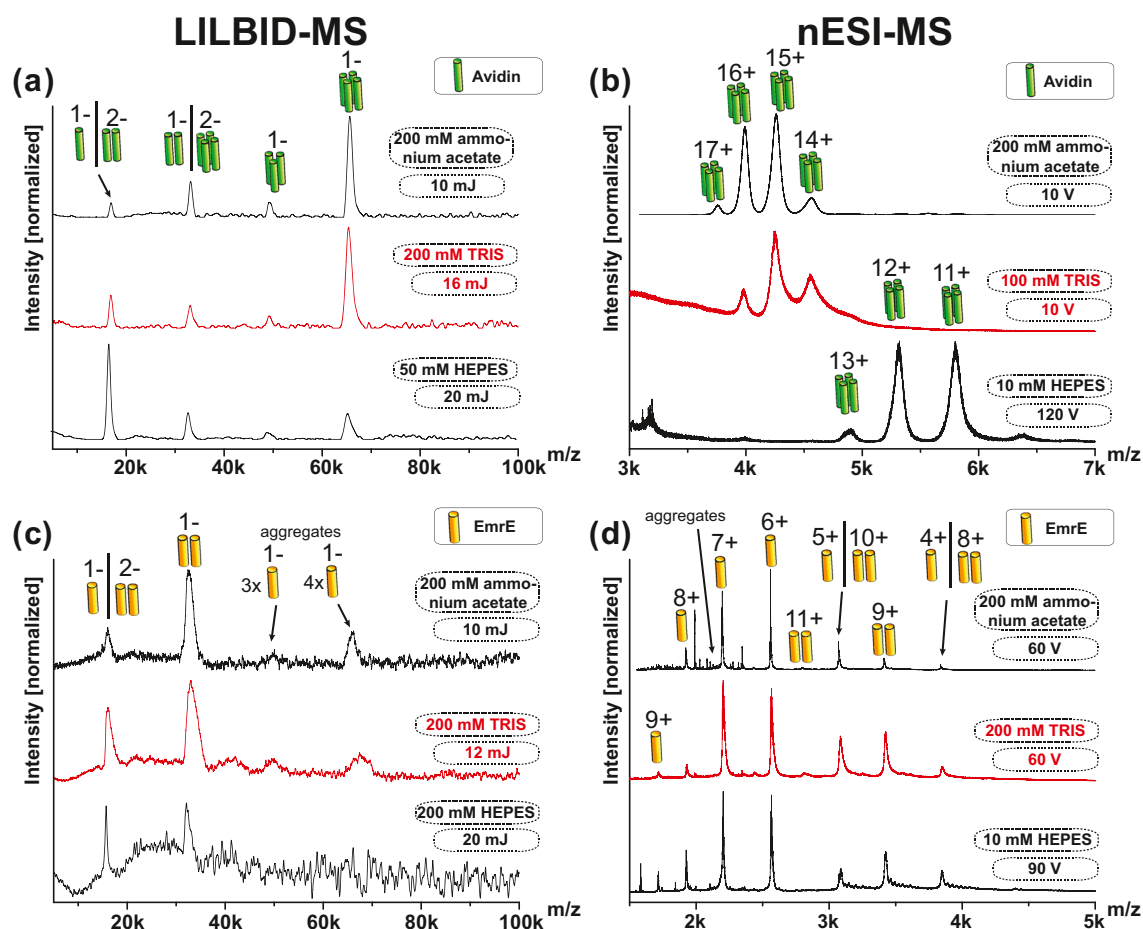 LILBID-MS
nESI-MS
(a)
Avidin
1- 2-
1- 2-
1-
1-
200 mM ammo-
nium acetate
10 mJ
200 mM TRIS
16 mJ
50 mM HEPES
20 mJ
Intensity [normalized]
20k 40k 60k 80k 100k m/z
(b)
Avidin
17+ 16+ 15+ 14+
200 mM ammo-
nium acetate
10 V
100 mM TRIS
10 V
13+ 12+ 11+
10 mM HEPES
120 V
Intensity [normalized]
3k 4k 5k 6k 7k m/z
(c)
EmrE
1- 2-
1-
aggregates
3x 1-
4x 1-
200 mM ammo-
nium acetate
10 mJ
200 mM TRIS
12 mJ
200 mM HEPES
20 mJ
Intensity [normalized]
20k 40k 60k 80k 100k m/z
(d)
EmrE
aggregates
8+ 7+ 6+ 11+ 5+ 10+ 9+ 4+ 8+
200 mM ammo-
nium acetate
60 V
9+
200 mM TRIS
60 V
10 mM HEPES
90 V
Intensity [normalized]
2k 3k 4k 5k m/z